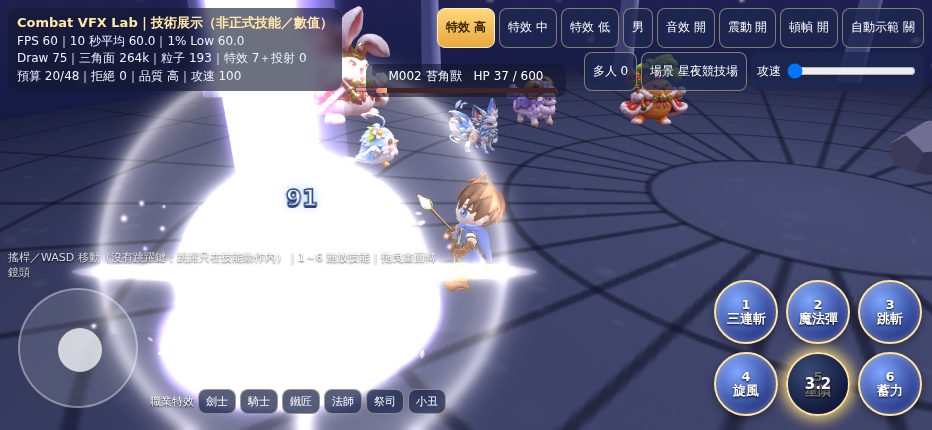 Combat VFX Lab｜技術展示（非正式技能／數值）
FPS 60｜10 秒平均 60.0｜1% Low 60.0
Draw 75｜三角面 264k｜粒子 193｜特效 7＋投射 0
預算 20/48｜拒絕 0｜品質 高｜攻速 100
特效 高
特效 中
特效 低
男
音效 開
震動 開
頓幀 開
自動示範 關
多人 0
場景 星夜競技場
攻速
M002 苔角獸 HP 37 / 600
91
搖桿／WASD 移動（沒有跳躍鍵；跳躍只在技能動作內）｜1～6 施放技能｜拖曳畫面轉
鏡頭
1
三連斬
2
魔法彈
3
跳斬
4
旋風
5
3.2
星隕
6
蓄力
職業特效
劍士
騎士
鐵匠
法師
祭司
小丑